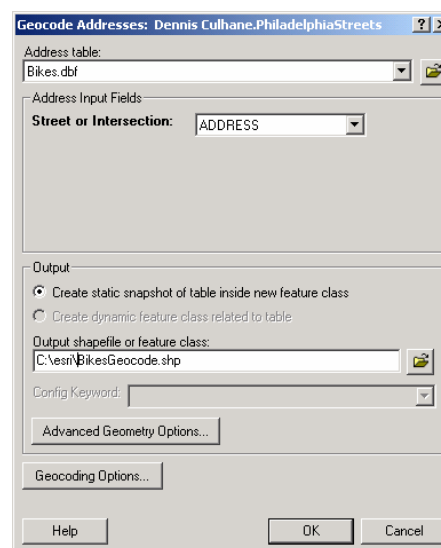 Geocode Addresses: Dennis Culhane.PhiladelphiaStreets
Address table:
Bikes.dbf
Address Input Fields
Street or Intersection:
ADDRESS
Output
Create static snapshot of table inside new feature class
Create dynamic feature class related to table
Output shapefile or feature class:
C:\esri\BikesGeocode.shp
Config Keyword:
Advanced Geometry Options...
Geocoding Options...
Help
OK
Cancel